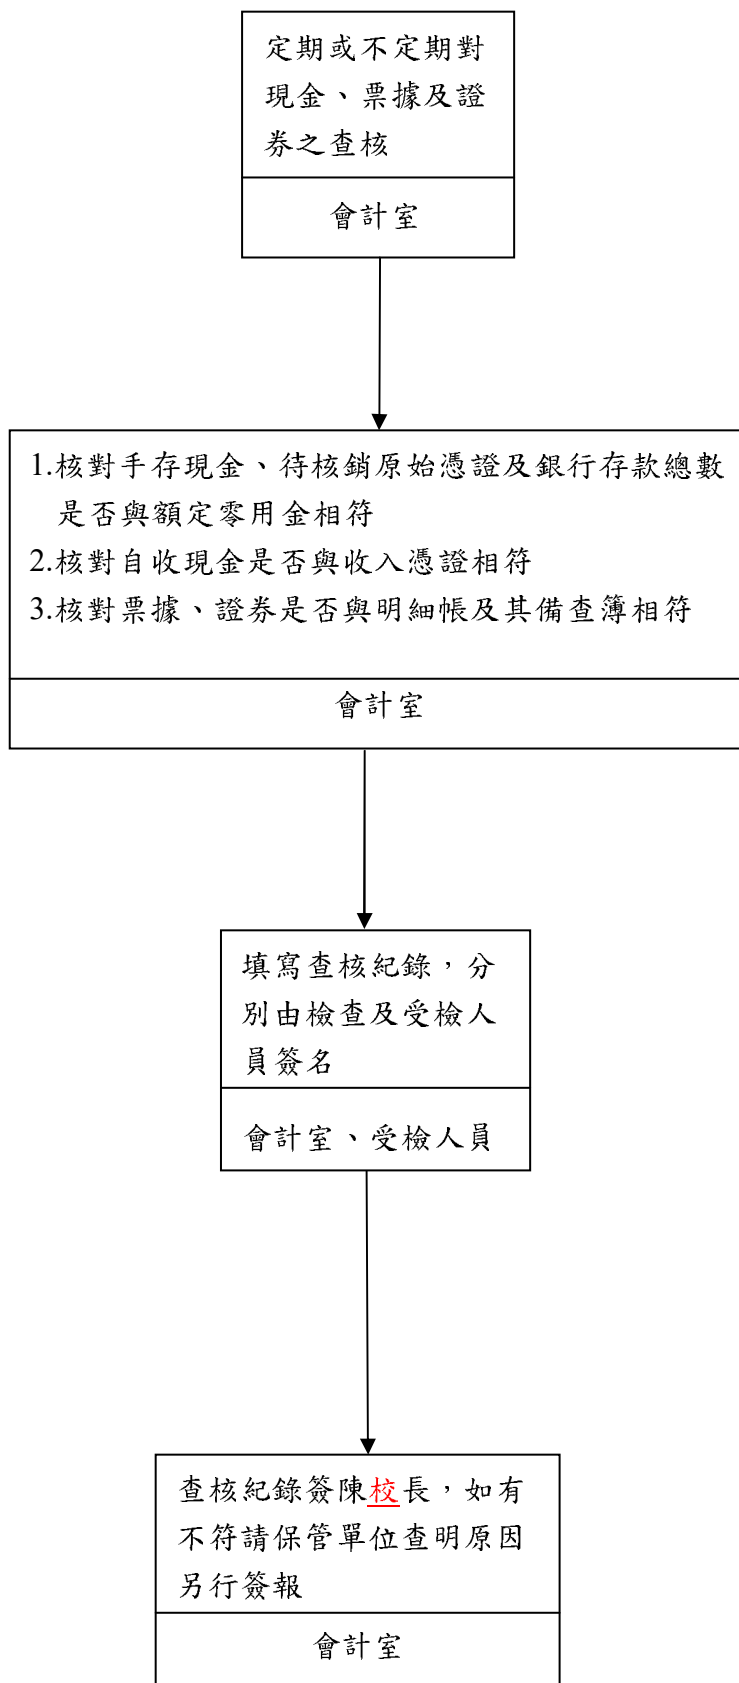 定期或不定期對
現金、票據及證
券之查核
會計室
1.核對手存現金、待核銷原始憑證及銀行存款總數
是否與額定零用金相符
2.核對自收現金是否與收入憑證相符
3.核對票據、證券是否與明細帳及其備查簿相符
會計室
填寫查核紀錄，分
別由檢查及受檢人
員簽名
會計室、受檢人員
查核紀錄簽陳校長，如有
不符請保管單位查明原因
另行簽報
會計室